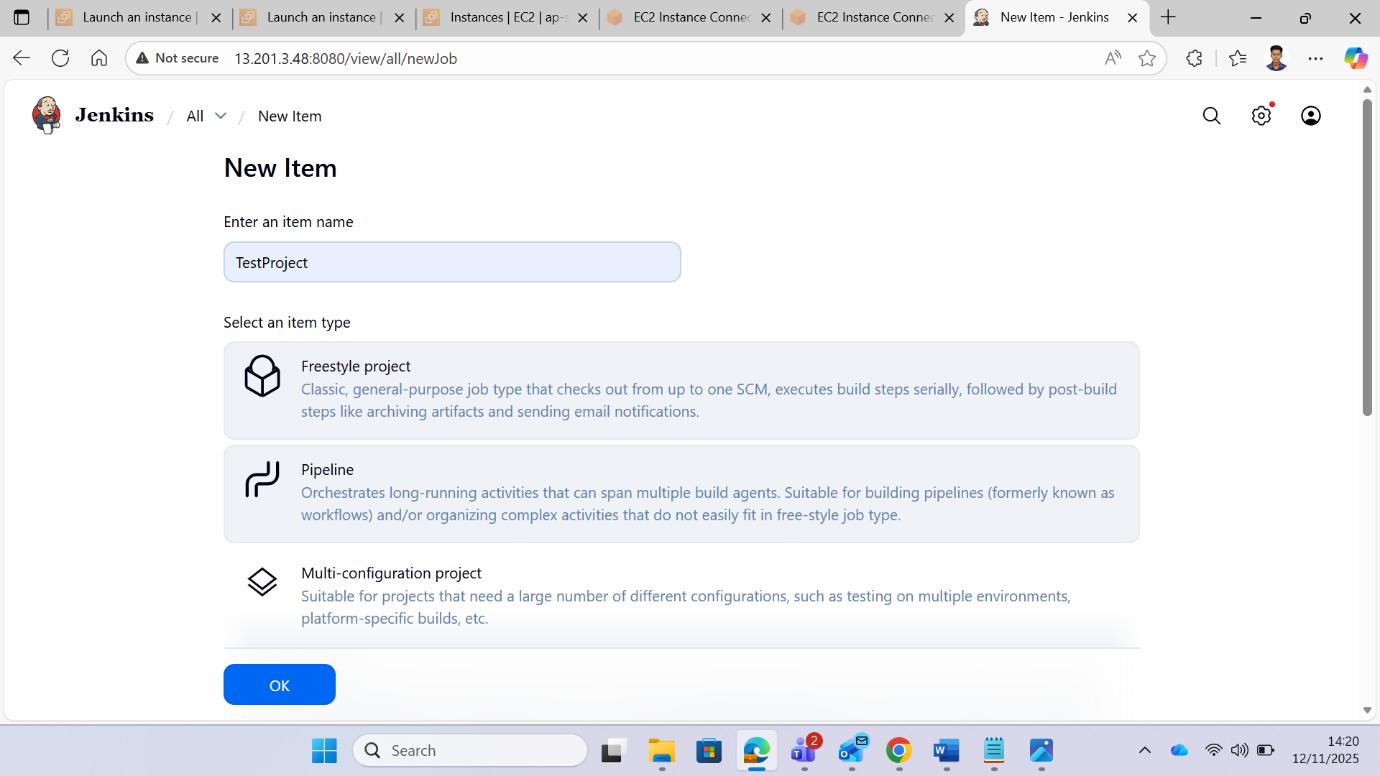 Launch an instance |
Launch an instance |
Instances | EC2 | ap-s
EC2 Instance Connec
EC2 Instance Connec
New Item - Jenkins
Not secure
13.201.3.48:8080/view/all/newJob
Jenkins / All / New Item
New Item
Enter an item name
TestProject
Select an item type
Freestyle project
Classic, general-purpose job type that checks out from up to one SCM, executes build steps serially, followed by post-build
steps like archiving artifacts and sending email notifications.
Pipeline
Orchestrates long-running activities that can span multiple build agents. Suitable for building pipelines (formerly known as
workflows) and/or organizing complex activities that do not easily fit in free-style job type.
Multi-configuration project
Suitable for projects that need a large number of different configurations, such as testing on multiple environments,
platform-specific builds, etc.
OK
Search
2
14:20
12/11/2025